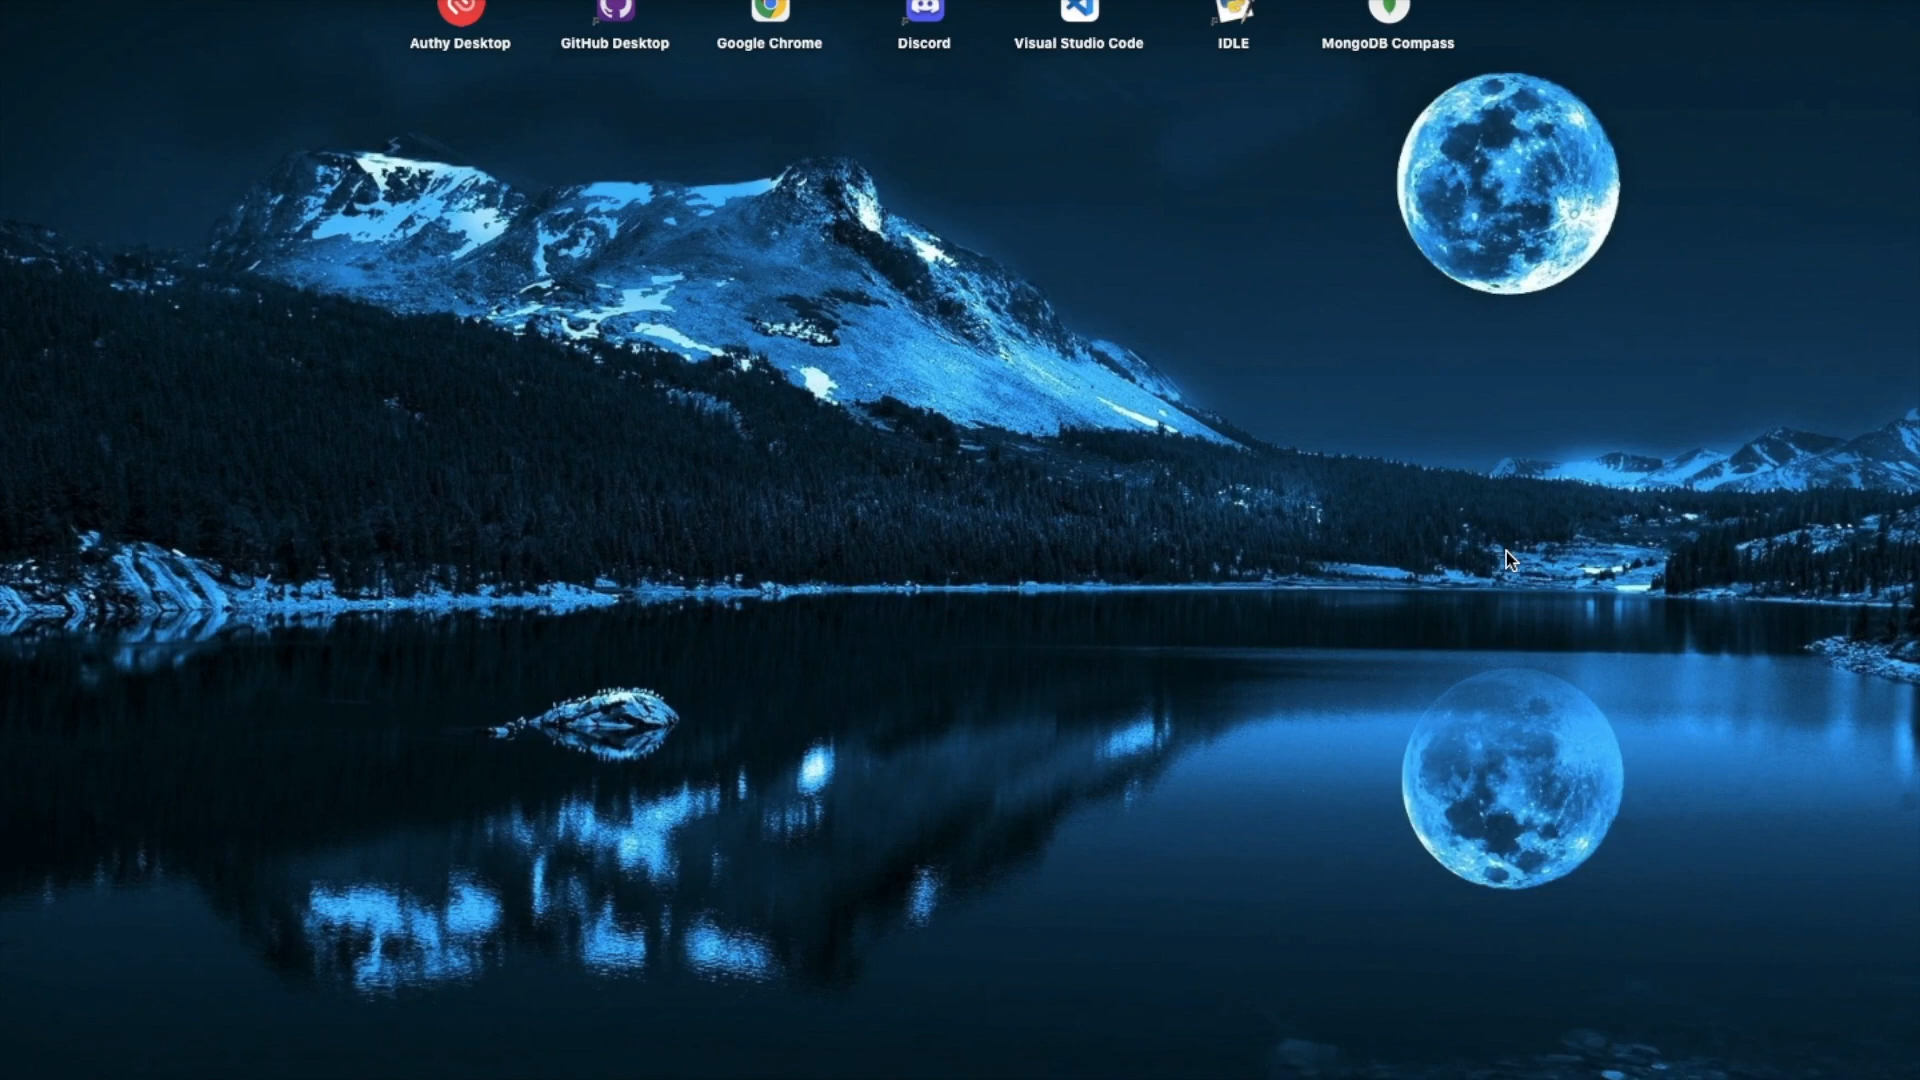 Authy Desktop
GitHub Desktop
Google Chrome
Discord
Visual Studio Code
IDLE
MongoDB Compass